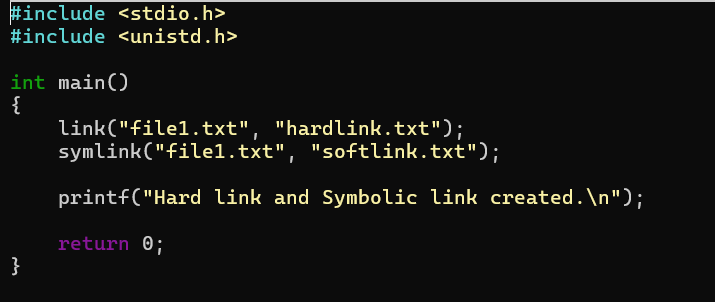 #include <stdio.h>
#include <unistd.h>
int main()
{
    link("file1.txt", "hardlink.txt");
    symlink("file1.txt", "softlink.txt");
    printf("Hard link and Symbolic link created.\n");
    return 0;
}